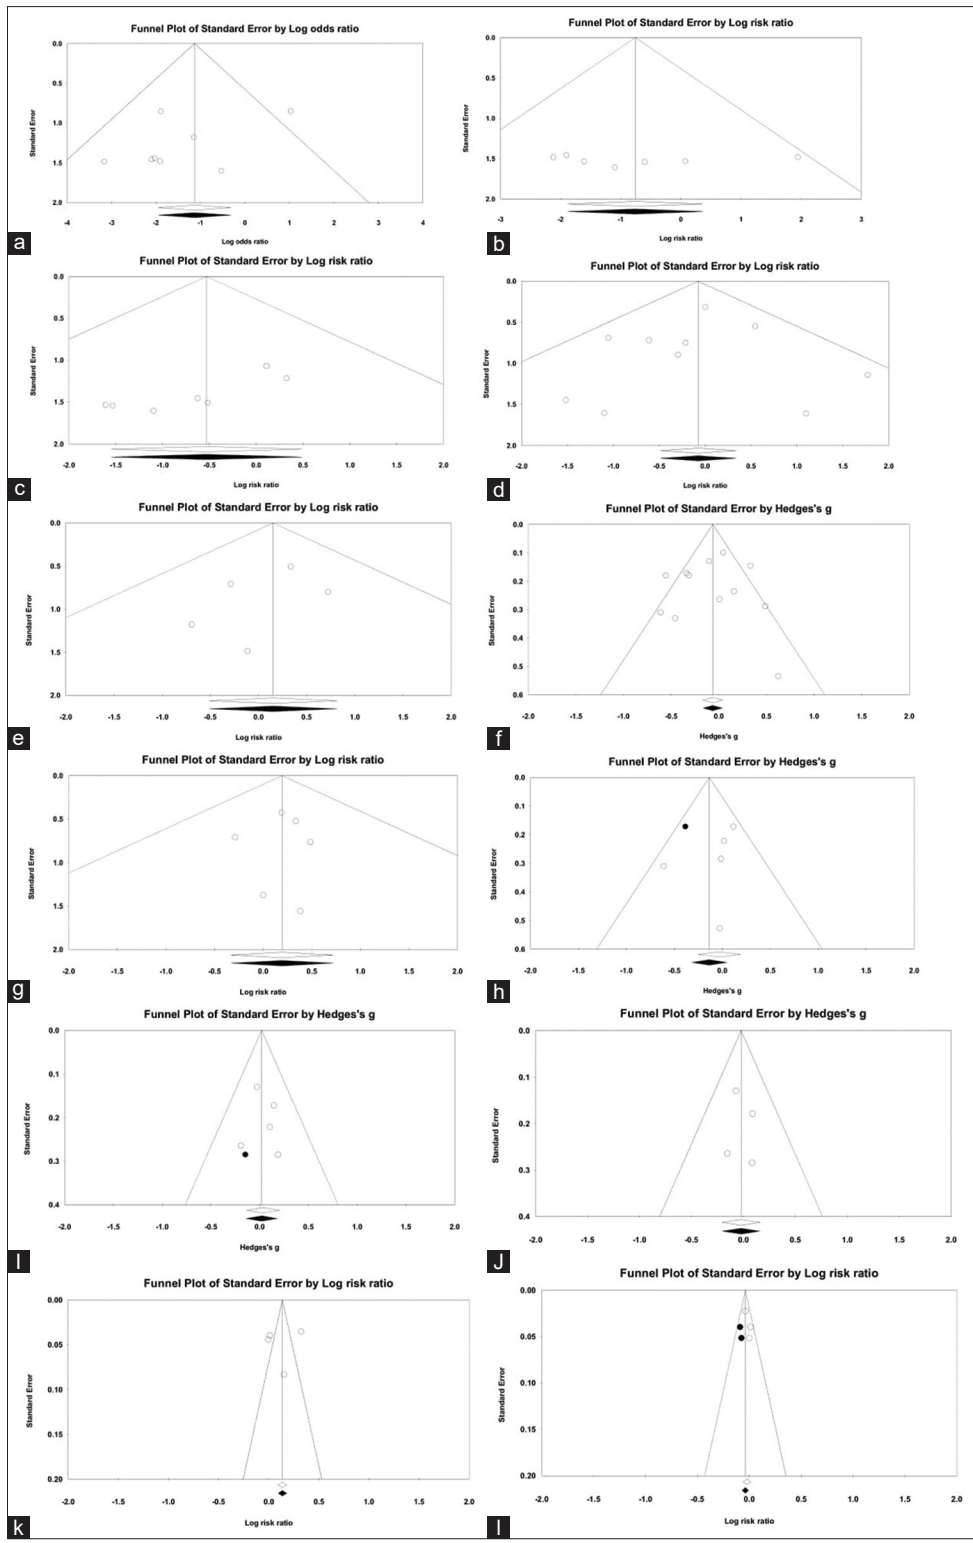 Funnel Plot of Standard Error by Log odds ratio
0.0
0.5
1.0
1.5
2.0
Standard Error
-4 -3 -2 -1 0 1 2 3 4
Log odds ratio
a
Funnel Plot of Standard Error by Log risk ratio
0.0
0.5
1.0
1.5
2.0
Standard Error
-3 -2 -1 0 1 2 3
Log risk ratio
b
Funnel Plot of Standard Error by Log risk ratio
0.0
0.5
1.0
1.5
2.0
Standard Error
-2.0 -1.5 -1.0 -0.5 0.0 0.5 1.0 1.5 2.0
Log risk ratio
c
Funnel Plot of Standard Error by Log risk ratio
0.0
0.5
1.0
1.5
2.0
Standard Error
-2.0 -1.5 -1.0 -0.5 0.0 0.5 1.0 1.5 2.0
Log risk ratio
d
Funnel Plot of Standard Error by Log risk ratio
0.0
0.5
1.0
1.5
2.0
Standard Error
-2.0 -1.5 -1.0 -0.5 0.0 0.5 1.0 1.5 2.0
Log risk ratio
e
Funnel Plot of Standard Error by Hedges's g
0.0
0.1
0.2
0.3
0.4
0.5
0.6
Standard Error
-2.0 -1.5 -1.0 -0.5 0.0 0.5 1.0 1.5 2.0
Hedges's g
f
Funnel Plot of Standard Error by Log risk ratio
0.0
0.5
1.0
1.5
2.0
Standard Error
-2.0 -1.5 -1.0 -0.5 0.0 0.5 1.0 1.5 2.0
Log risk ratio
g
Funnel Plot of Standard Error by Hedges's g
0.0
0.1
0.2
0.3
0.4
0.5
0.6
Standard Error
-2.0 -1.5 -1.0 -0.5 0.0 0.5 1.0 1.5 2.0
Hedges's g
h
Funnel Plot of Standard Error by Hedges's g
0.0
0.1
0.2
0.3
0.4
Standard Error
-2.0 -1.5 -1.0 -0.5 0.0 0.5 1.0 1.5 2.0
Hedges's g
I
Funnel Plot of Standard Error by Hedges's g
0.0
0.1
0.2
0.3
0.4
Standard Error
-2.0 -1.5 -1.0 -0.5 0.0 0.5 1.0 1.5 2.0
J
Funnel Plot of Standard Error by Log risk ratio
0.00
0.05
0.10
0.15
0.20
Standard Error
-2.0 -1.5 -1.0 -0.5 0.0 0.5 1.0 1.5 2.0
Log risk ratio
k
Funnel Plot of Standard Error by Log risk ratio
0.00
0.05
0.10
0.15
0.20
Standard Error
-2.0 -1.5 -1.0 -0.5 0.0 0.5 1.0 1.5 2.0
Log risk ratio
l